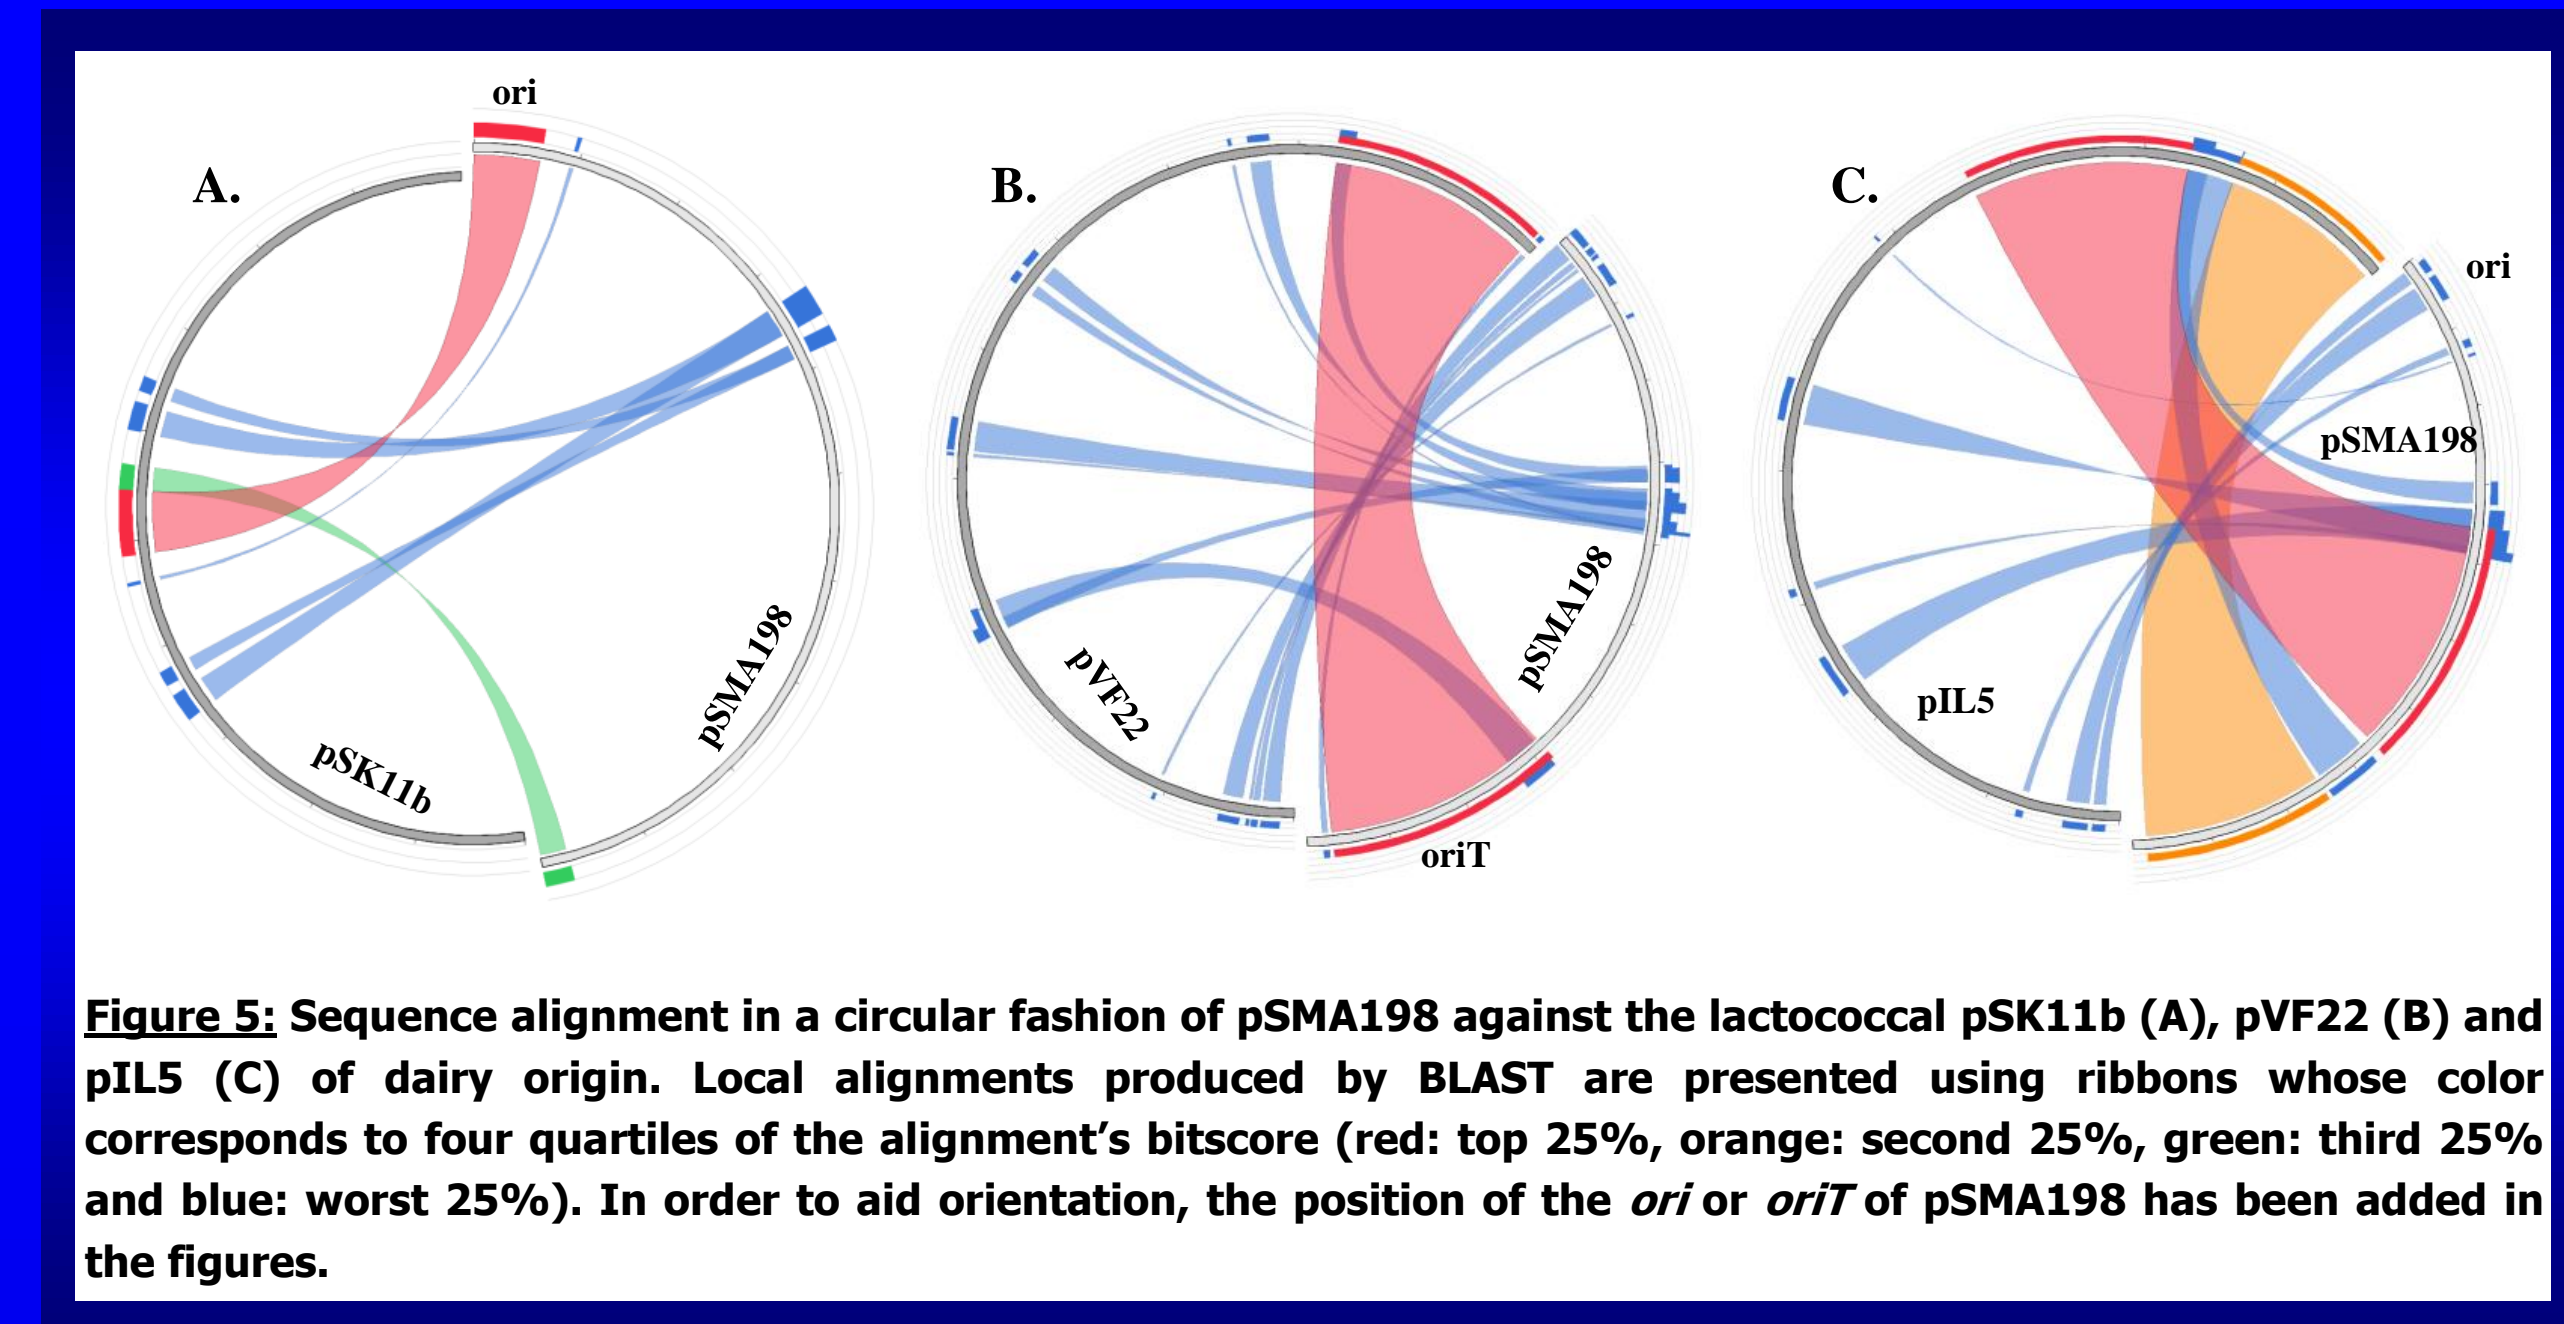 ori
A.
pSK11b
pSMA198
B.
pVF22
pSMA198
oriT
C.
ori
pSMA198
pIL5
Figure 5: Sequence alignment in a circular fashion of pSMA198 against the lactococcal pSK11b (A), pVF22 (B) and
pIL5 (C) of dairy origin. Local alignments produced by BLAST are presented using ribbons whose color
corresponds to four quartiles of the alignment’s bitscore (red: top 25%, orange: second 25%, green: third 25%
and blue: worst 25%). In order to aid orientation, the position of the ori or oriT of pSMA198 has been added in
the figures.